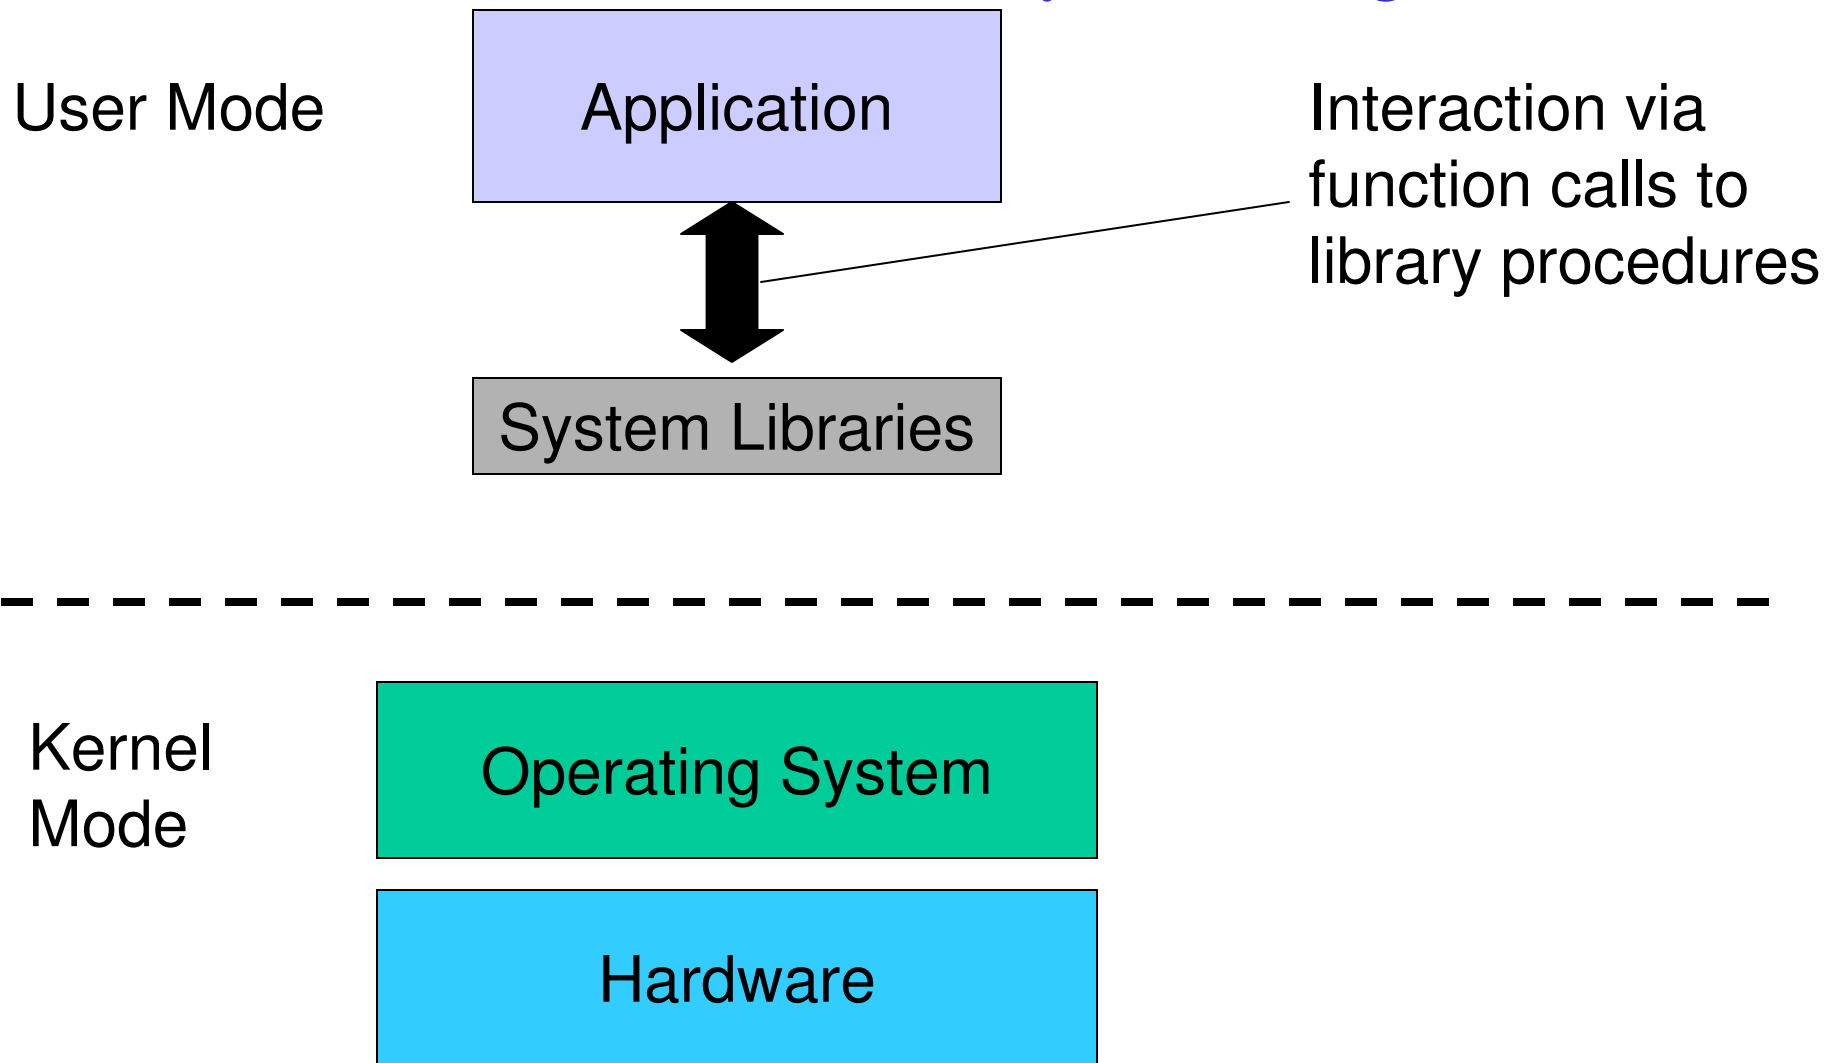 User Mode
Application
Interaction via
function calls to
library procedures
System Libraries
Kernel
Mode
Operating System
Hardware